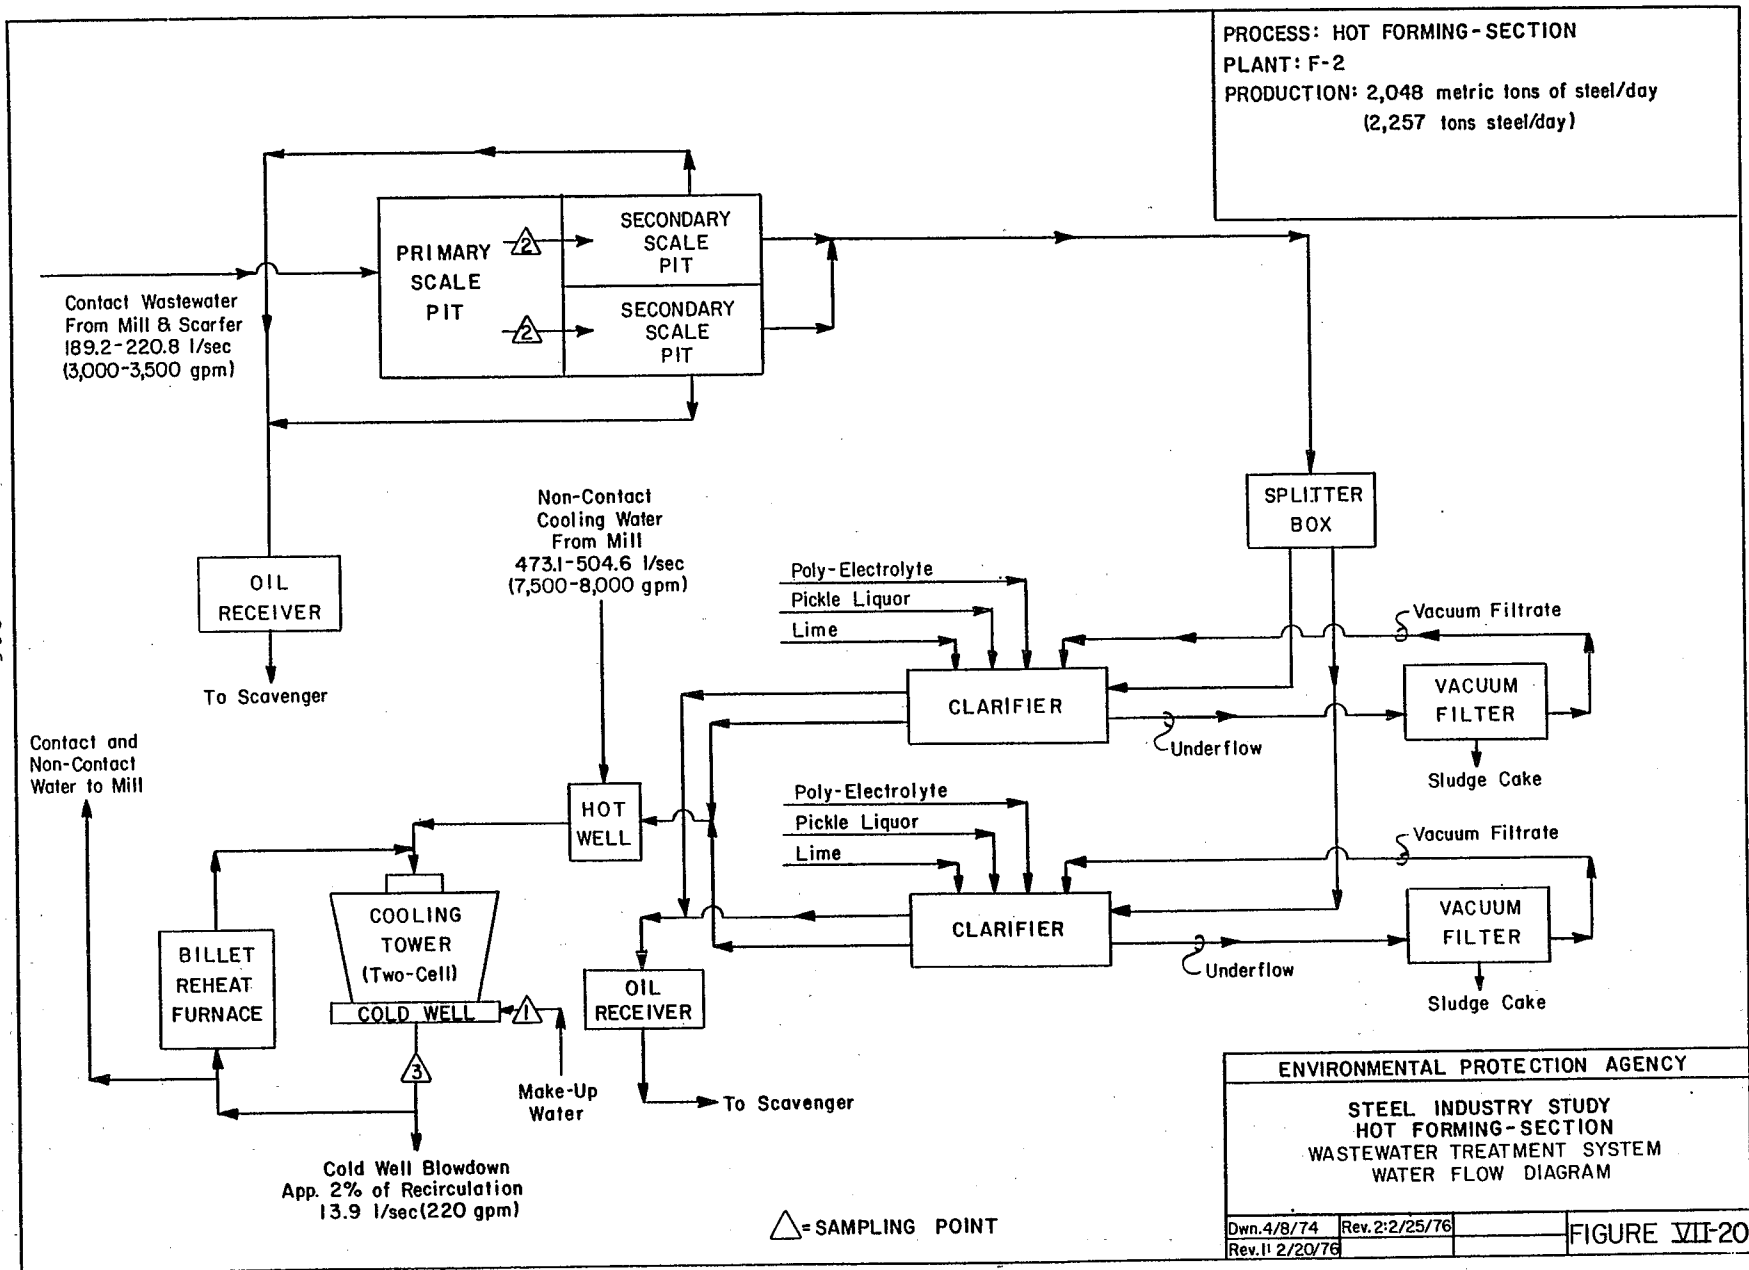 PROCESS: HOT FORMING-SECTION
PLANT: F-2
PRODUCTION: 2,048 metric tons of steel/day
(2,257 tons steel/day)
PRIMARY
SCALE
PIT
2
2
SECONDARY
SCALE
PIT
SECONDARY
SCALE
PIT
Contact Wastewater
From Mill & Scarfer
189.2-220.8 l/sec
(3,000-3,500 gpm)
SPLITTER
BOX
Non-Contact
Cooling Water
From Mill
473.1-504.6 l/sec
(7,500-8,000 gpm)
OIL
RECEIVER
To Scavenger
Poly-Electrolyte
Pickle Liquor
Lime
CLARIFIER
Vacuum Filtrate
VACUUM
FILTER
Underflow
Sludge Cake
Contact and
Non-Contact
Water to Mill
HOT
WELL
Poly-Electrolyte
Pickle Liquor
Lime
CLARIFIER
Vacuum Filtrate
VACUUM
FILTER
Underflow
Sludge Cake
COOLING
TOWER
(Two-Cell)
COLD WELL
1
BILLET
REHEAT
FURNACE
OIL
RECEIVER
3
Make-Up
Water
To Scavenger
Cold Well Blowdown
App. 2% of Recirculation
13.9 l/sec(220 gpm)
=SAMPLING POINT
ENVIRONMENTAL PROTECTION AGENCY
STEEL INDUSTRY STUDY
HOT FORMING-SECTION
WASTEWATER TREATMENT SYSTEM
WATER FLOW DIAGRAM
Dwn.4/8/74
Rev.2:2/25/76
Rev.1: 2/20/76
FIGURE VII-20